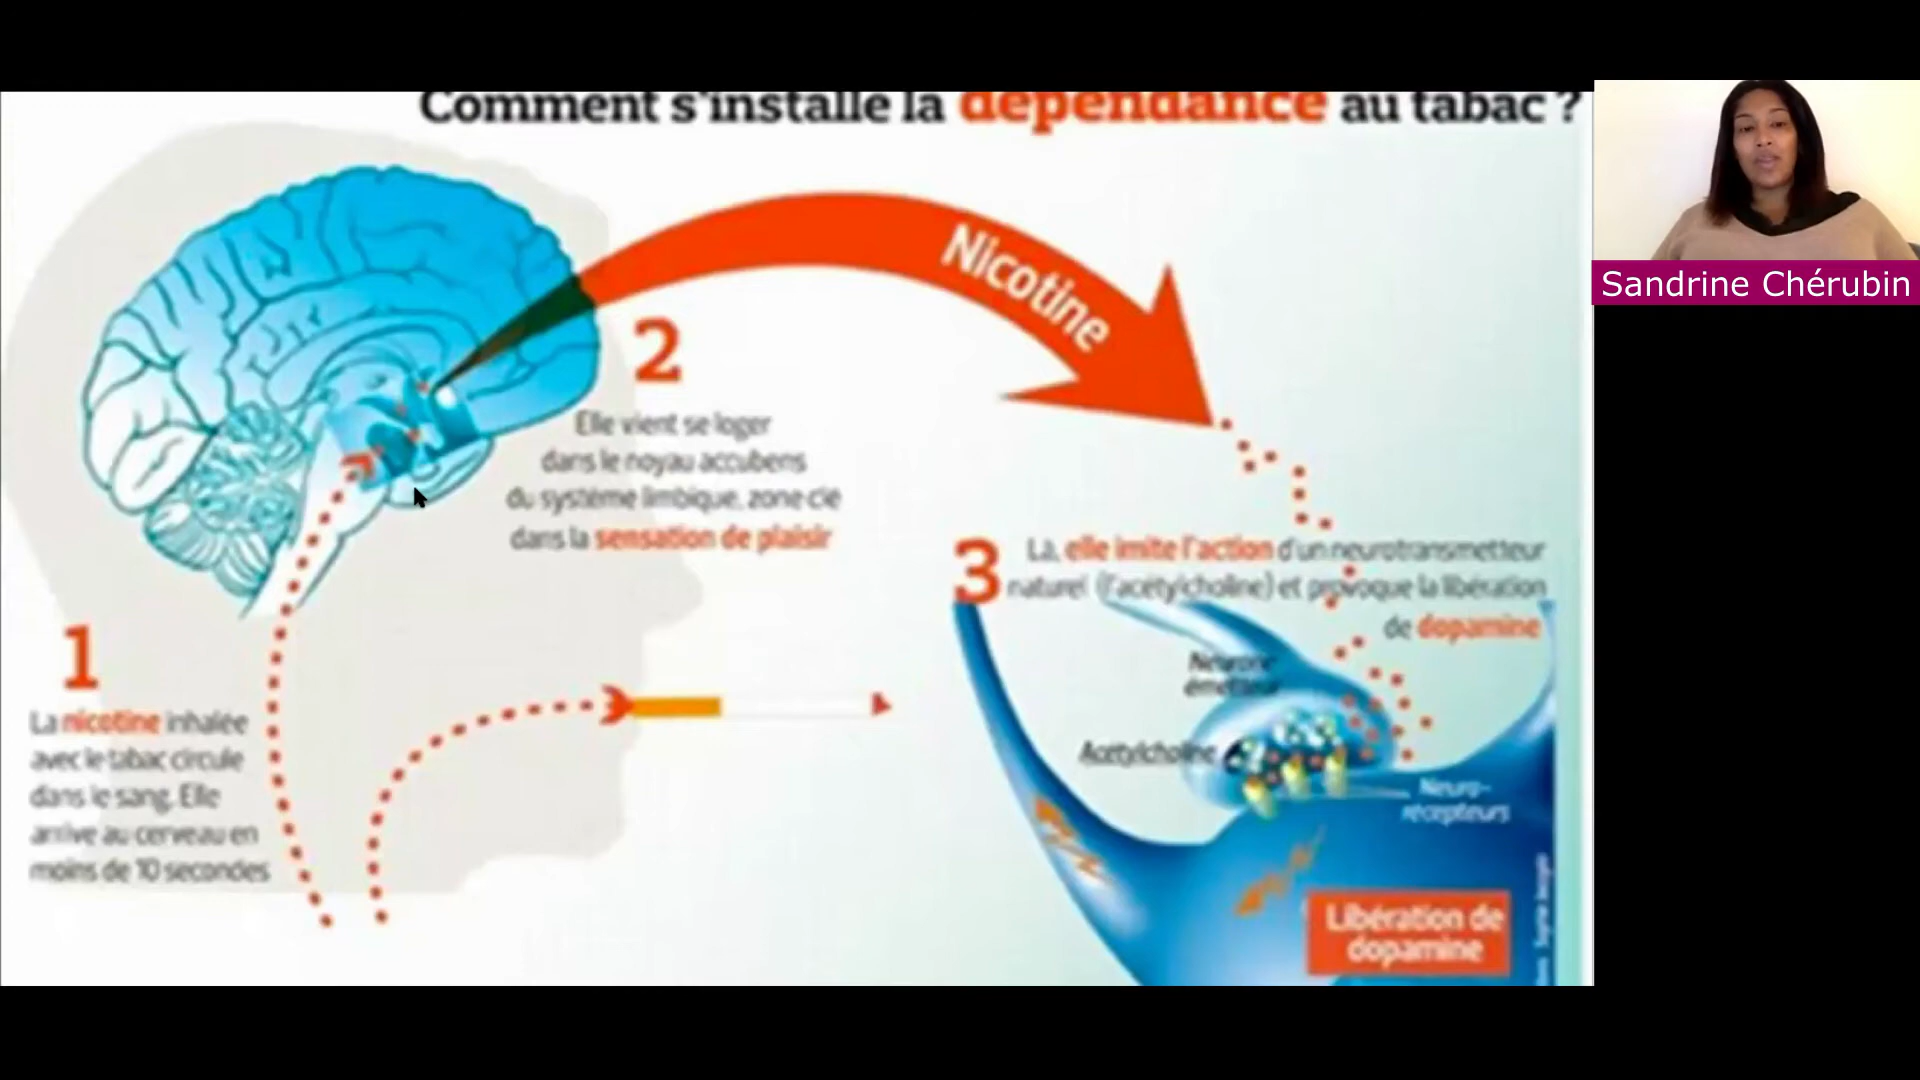 Comment s'installe la dépendance au tabac ?
Sandrine Chérubin
Nicotine
2
Elle vient se loger
dans le noyau accubens
du système limbique, zone clé
dans la sensation de plaisir
3
Là, elle imite l'action d'un neurotransmetteur
naturel (l'acétylcholine) et provoque la libération
de dopamine
1
La nicotine inhalée
avec le tabac circule
dans le sang. Elle
arrive au cerveau en
moins de 10 secondes
Neurone
émetteur
Acétylcholine
Neuro-
récepteurs
Libération de
dopamine